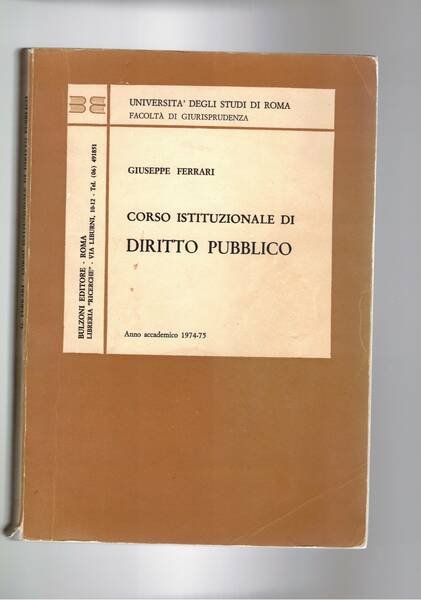 UNIVERSITA' DEGLI STUDI DI ROMA
FACOLTÀ DI GIURISPRUDENZA
GIUSEPPE FERRARI
CORSO ISTITUZIONALE DI
DIRITTO PUBBLICO
Anno accademico 1974-75
BULZONI EDITORE - ROMA
LIBRERIA "RICERCHE" - VIA LIBURNI, 10-12 - Tel. (06) 491851